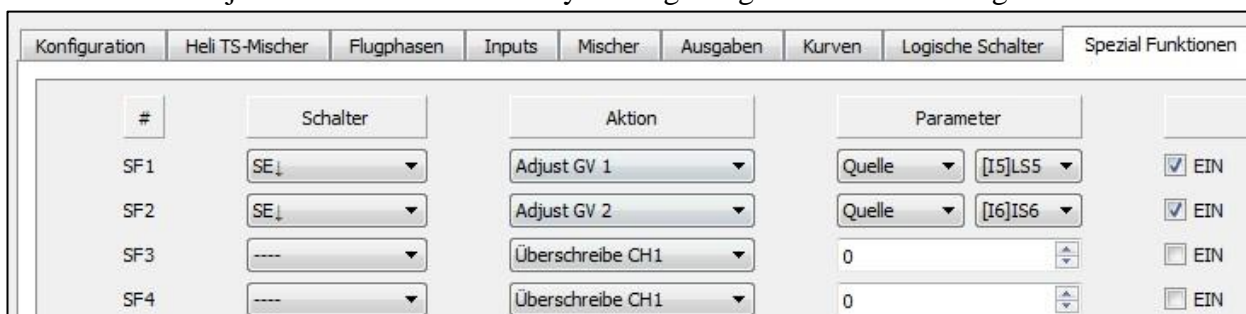 Konfiguration Heli TS-Mischer Flugphasen Inputs Mischer Ausgaben Kurven Logische Schalter Spezial Funktionen
# Schalter Aktion Parameter
SF1 SE↓ Adjust GV 1 Quelle [I5]LS5 EIN
SF2 SE↓ Adjust GV 2 Quelle [I6]IS6 EIN
SF3 ---- Überschreibe CH1 0 EIN
SF4 ---- Überschreibe CH1 0 EIN